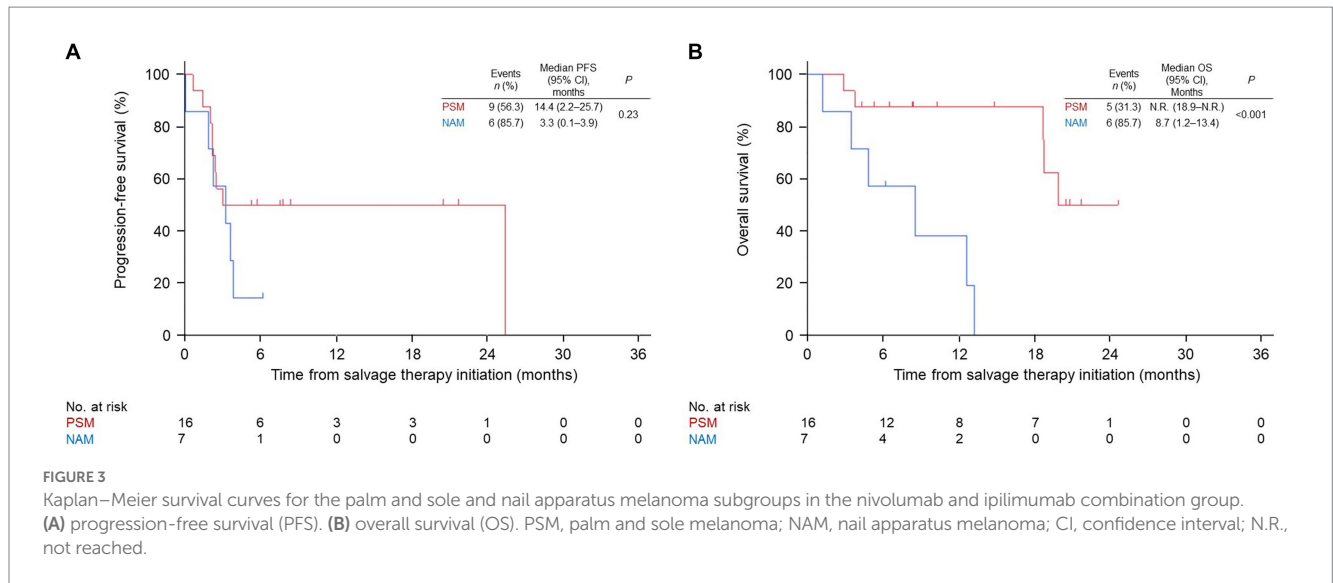 A
Events
n (%)
Median PFS
(95% CI),
months
P
PSM 9 (56.3) 14.4 (2.2–25.7)
0.23
NAM 6 (85.7) 3.3 (0.1–3.9)
Progression-free survival (%)
100
80
60
40
20
0
0 6 12 18 24 30 36
Time from salvage therapy initiation (months)
No. at risk
PSM 16 6 3 3 1 0 0
NAM 7 1 0 0 0 0 0
B
Events
n (%)
Median OS
(95% CI),
Months
P
PSM 5 (31.3) N.R. (18.9–N.R.)
<0.001
NAM 6 (85.7) 8.7 (1.2–13.4)
Overall survival (%)
100
80
60
40
20
0
0 6 12 18 24 30 36
Time from salvage therapy initiation (months)
No. at risk
PSM 16 12 8 7 1 0 0
NAM 7 4 2 0 0 0 0
FIGURE 3
Kaplan–Meier survival curves for the palm and sole and nail apparatus melanoma subgroups in the nivolumab and ipilimumab combination group.
(A) progression-free survival (PFS). (B) overall survival (OS). PSM, palm and sole melanoma; NAM, nail apparatus melanoma; CI, confidence interval; N.R.,
not reached.